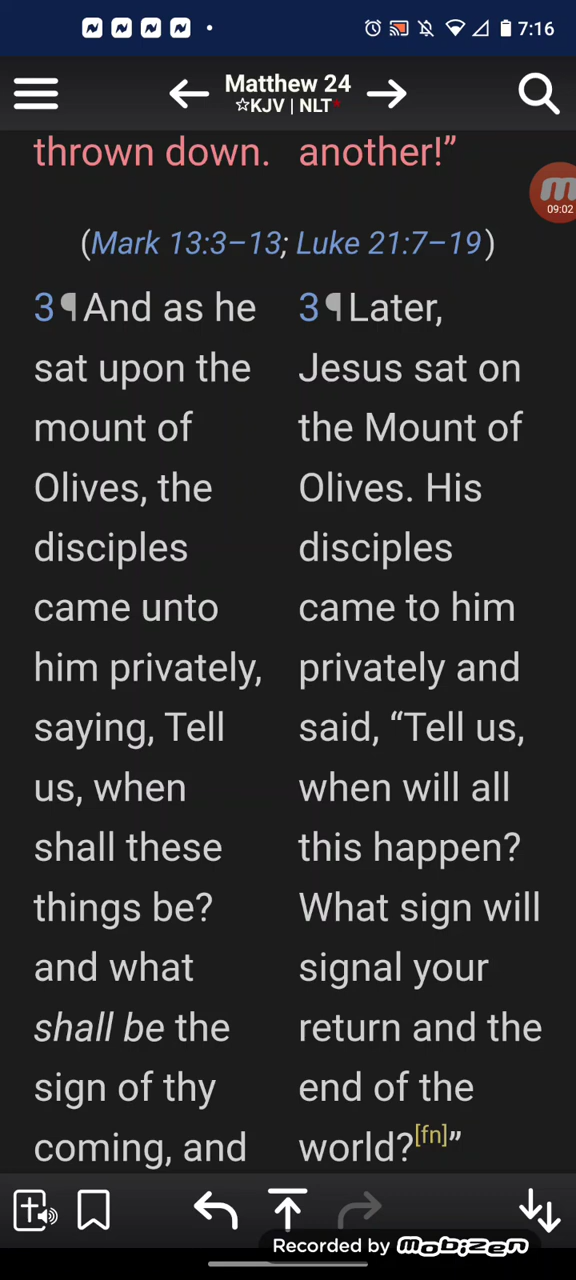 7:16
Matthew 24
☆KJV | NLT*
thrown down. another!”
09:02
(Mark 13:3–13; Luke 21:7–19)
3 ¶ And as he
sat upon the
mount of
Olives, the
disciples
came unto
him privately,
saying, Tell
us, when
shall these
things be?
and what
shall be the
sign of thy
coming, and
3 ¶ Later,
Jesus sat on
the Mount of
Olives. His
disciples
came to him
privately and
said, “Tell us,
when will all
this happen?
What sign will
signal your
return and the
end of the
world?[fn]”
Recorded by mobizen